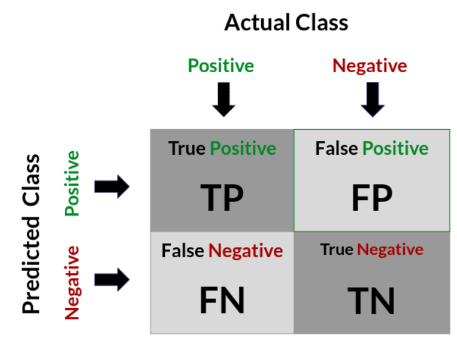 Actual Class
Positive
Negative
Predicted Class
Positive
Negative
True Positive
False Positive
TP
FP
False Negative
True Negative
FN
TN